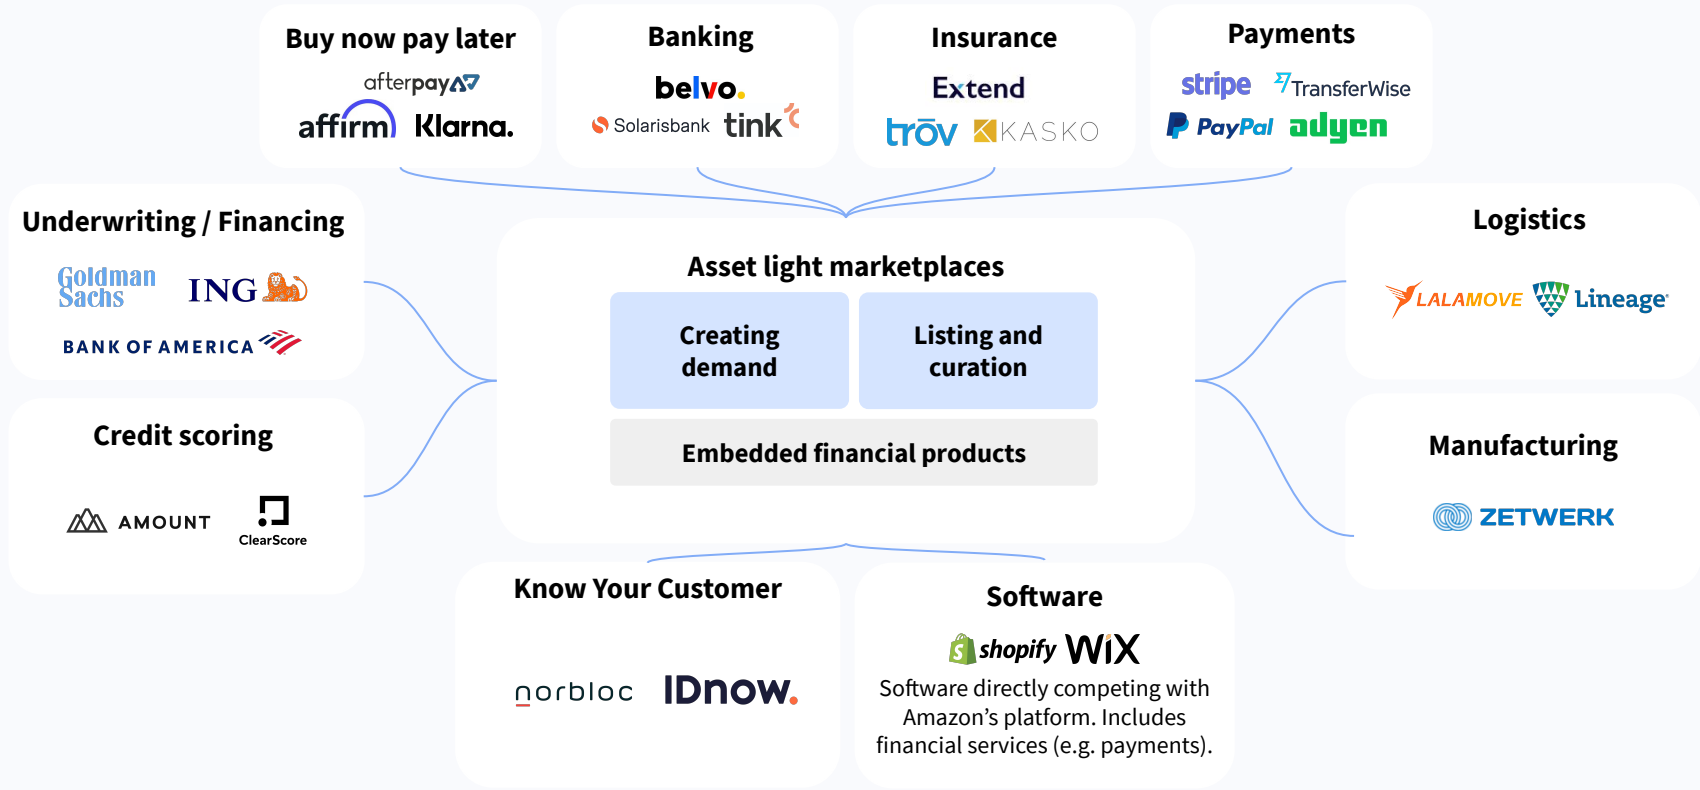 Buy now pay later
afterpay
affirm Klarna.
Banking
belvo.
Solarisbank tink
Insurance
Extend
trōv KASKO
Payments
stripe TransferWise
PayPal adyen
Underwriting / Financing
Goldman
Sachs
ING
BANK OF AMERICA
Credit scoring
AMOUNT
ClearScore
Asset light marketplaces
Creating
demand
Listing and
curation
Embedded financial products
Logistics
LALAMOVE Lineage
Manufacturing
ZETWERK
Know Your Customer
norbloc IDnow.
Software
S shopify WiX
Software directly competing with
Amazon’s platform. Includes
financial services (e.g. payments).